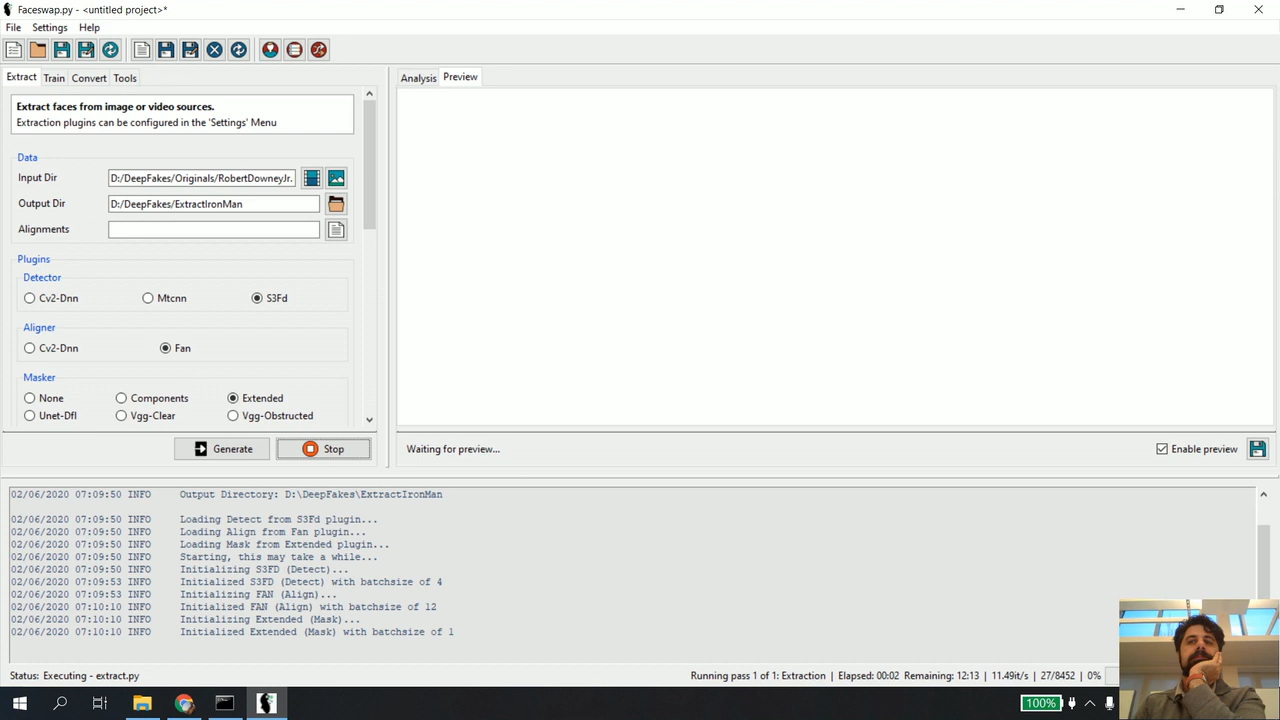 Faceswap.py - <untitled project>*
File Settings Help
Extract Train Convert Tools
Analysis Preview
Extract faces from image or video sources.
Extraction plugins can be configured in the 'Settings' Menu
Data
Input Dir D:/DeepFakes/Originals/RobertDowneyJr.
Output Dir D:/DeepFakes/ExtractIronMan
Alignments
Plugins
Detector
Cv2-Dnn Mtcnn S3Fd
Aligner
Cv2-Dnn Fan
Masker
None Components Extended
Unet-Dfl Vgg-Clear Vgg-Obstructed
Generate Stop
Waiting for preview... Enable preview
02/06/2020 07:09:50 INFO Output Directory: D:\DeepFakes\ExtractIronMan
02/06/2020 07:09:50 INFO Loading Detect from S3Fd plugin...
02/06/2020 07:09:50 INFO Loading Align from Fan plugin...
02/06/2020 07:09:50 INFO Loading Mask from Extended plugin...
02/06/2020 07:09:50 INFO Starting, this may take a while...
02/06/2020 07:09:50 INFO Initializing S3FD (Detect)...
02/06/2020 07:09:53 INFO Initialized S3FD (Detect) with batchsize of 4
02/06/2020 07:09:53 INFO Initializing FAN (Align)...
02/06/2020 07:10:10 INFO Initialized FAN (Align) with batchsize of 12
02/06/2020 07:10:10 INFO Initializing Extended (Mask)...
02/06/2020 07:10:10 INFO Initialized Extended (Mask) with batchsize of 1
Status: Executing - extract.py Running pass 1 of 1: Extraction | Elapsed: 00:02 Remaining: 12:13 | 11.49it/s | 27/8452 | 0%
100%